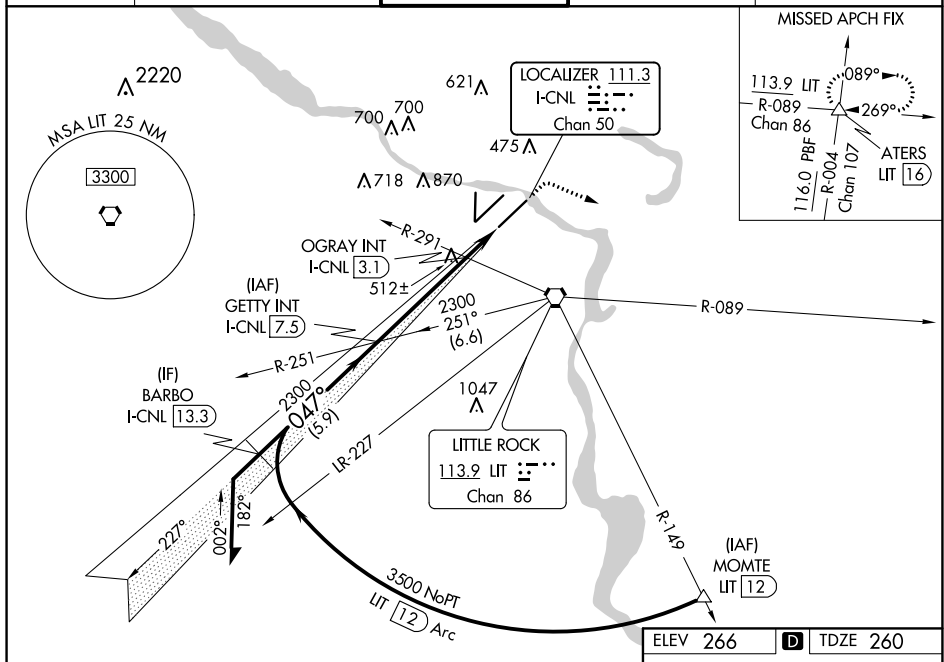 MISSED APCH FIX
113.9 LIT
R-089
Chan 86
089°
269°
116.0 PBF
R-004
Chan 107
ATERS
LIT 16
2220
621
700
700
475
718
870
LOCALIZER 111.3
I-CNL
Chan 50
MSA LIT 25 NM
3300
OGRAY INT
I-CNL 3.1
R-291
512±
(IAF)
GETTY INT
I-CNL 7.5
2300
251°
(6.6)
R-089
R-251
(IF)
BARBO
I-CNL 13.3
2300
047°
(5.9)
1047
LR-227
LITTLE ROCK
113.9 LIT
Chan 86
R-149
227°
002°
182°
(IAF)
MOMTE
LIT 12
3500 NoPT
LIT 12 Arc
ELEV 266
D
TDZE 260